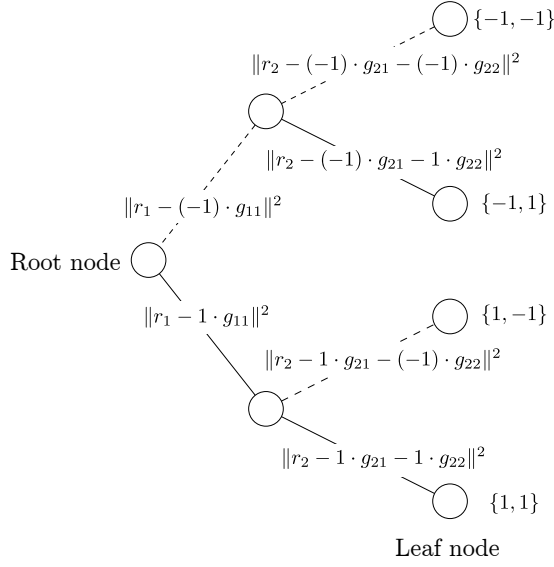 {−1, −1}
‖r₂ − (−1) · g₂₁ − (−1) · g₂₂‖²
‖r₂ − (−1) · g₂₁ − 1 · g₂₂‖²
{−1, 1}
‖r₁ − (−1) · g₁₁‖²
Root node
‖r₁ − 1 · g₁₁‖²
{1, −1}
‖r₂ − 1 · g₂₁ − (−1) · g₂₂‖²
‖r₂ − 1 · g₂₁ − 1 · g₂₂‖²
{1, 1}
Leaf node